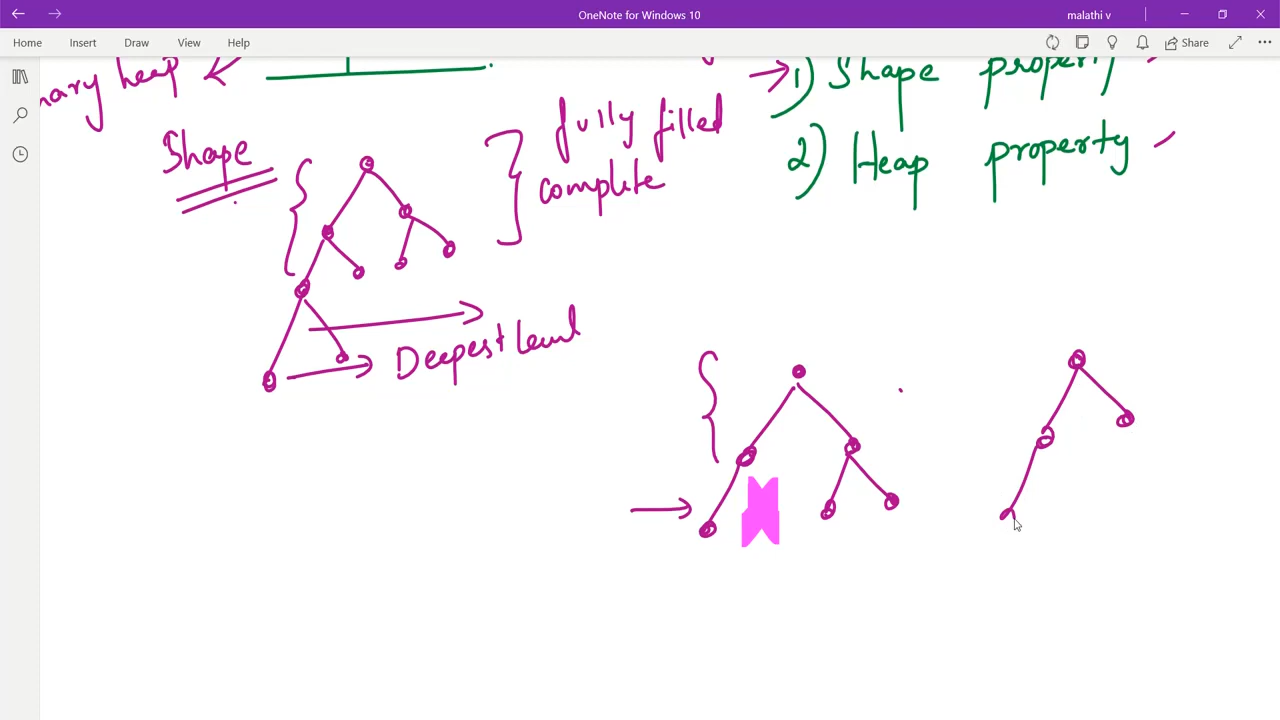 OneNote for Windows 10
malathi v
Home Insert Draw View Help
Share
heap
1) Shape property
2) Heap property
Shape
fully filled
complete
Deepest level